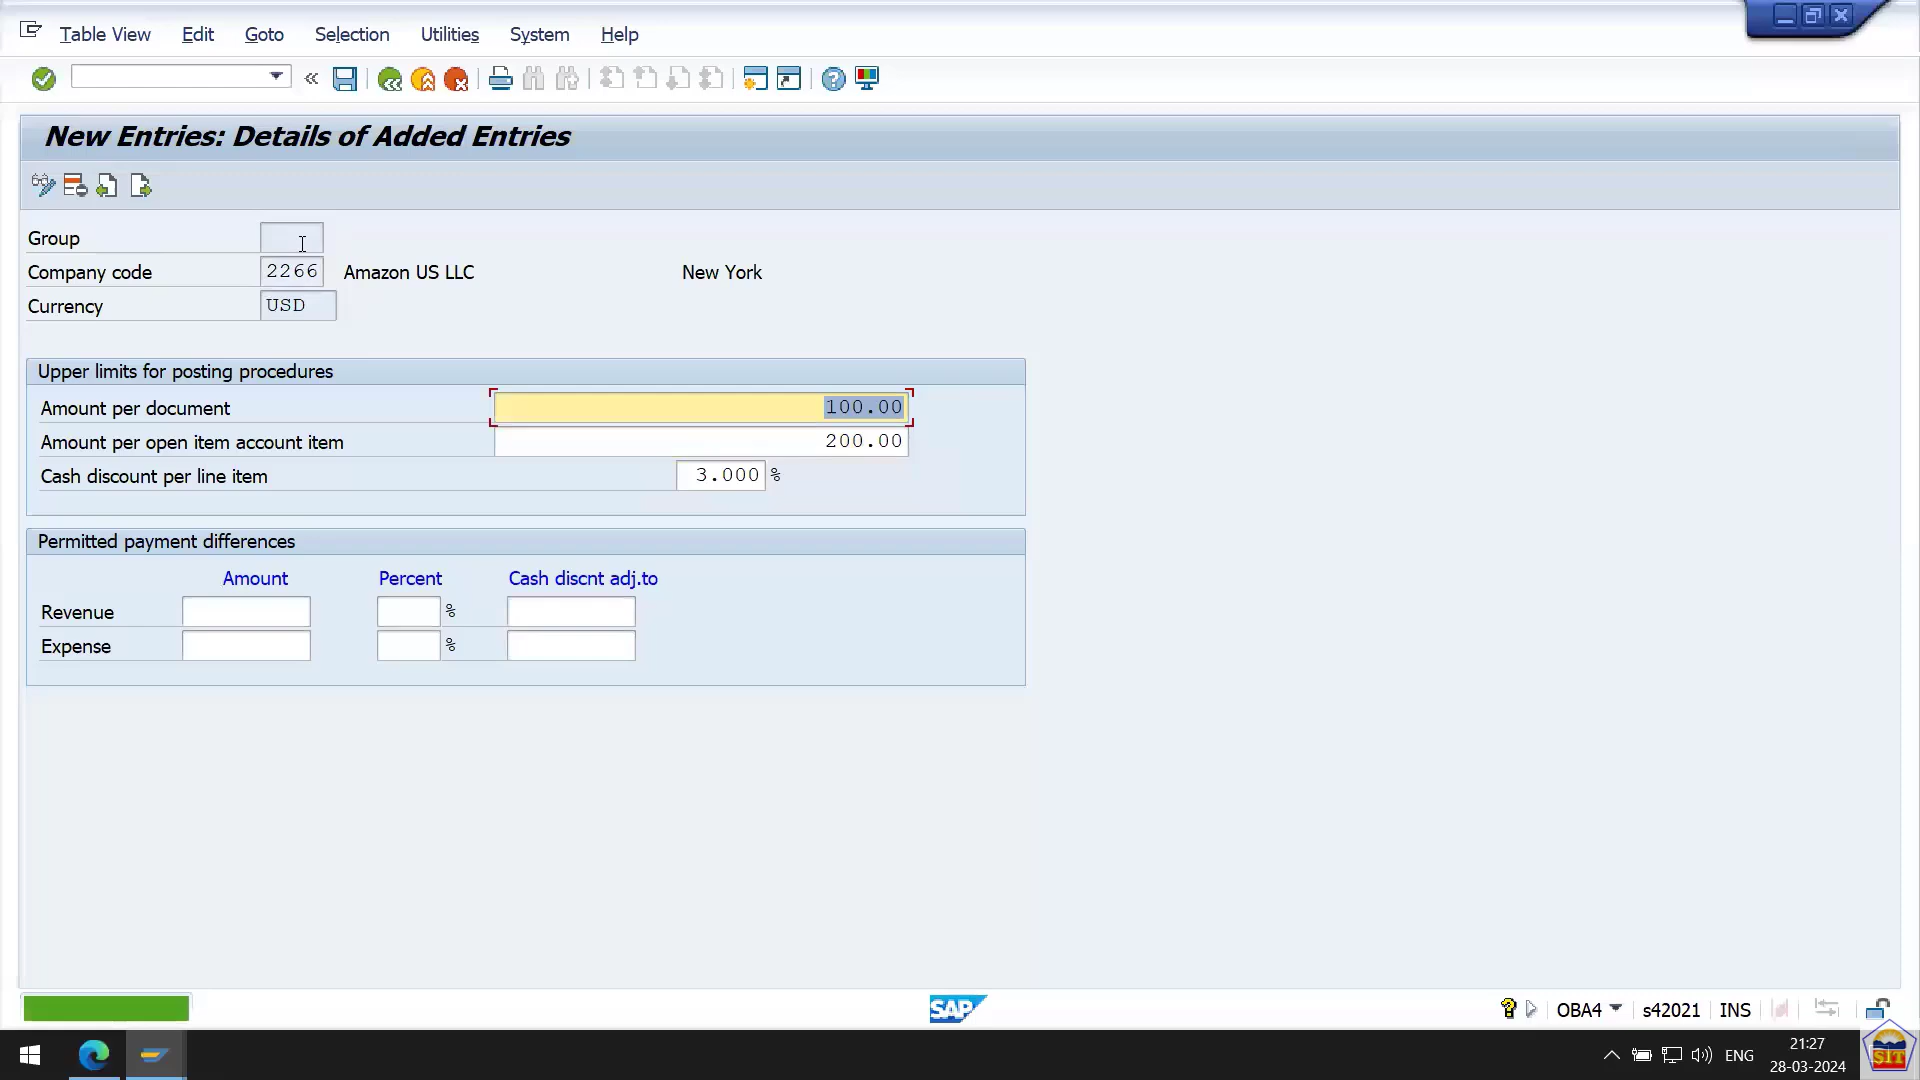 Table View Edit Goto Selection Utilities System Help
New Entries: Details of Added Entries
Group
Company code 2266 Amazon US LLC New York
Currency USD
Upper limits for posting procedures
Amount per document 100.00
Amount per open item account item 200.00
Cash discount per line item 3.000 %
Permitted payment differences
Amount Percent Cash discnt adj.to
Revenue %
Expense %
SAP OBA4 s42021 INS
ENG 21:27
28-03-2024
SIT